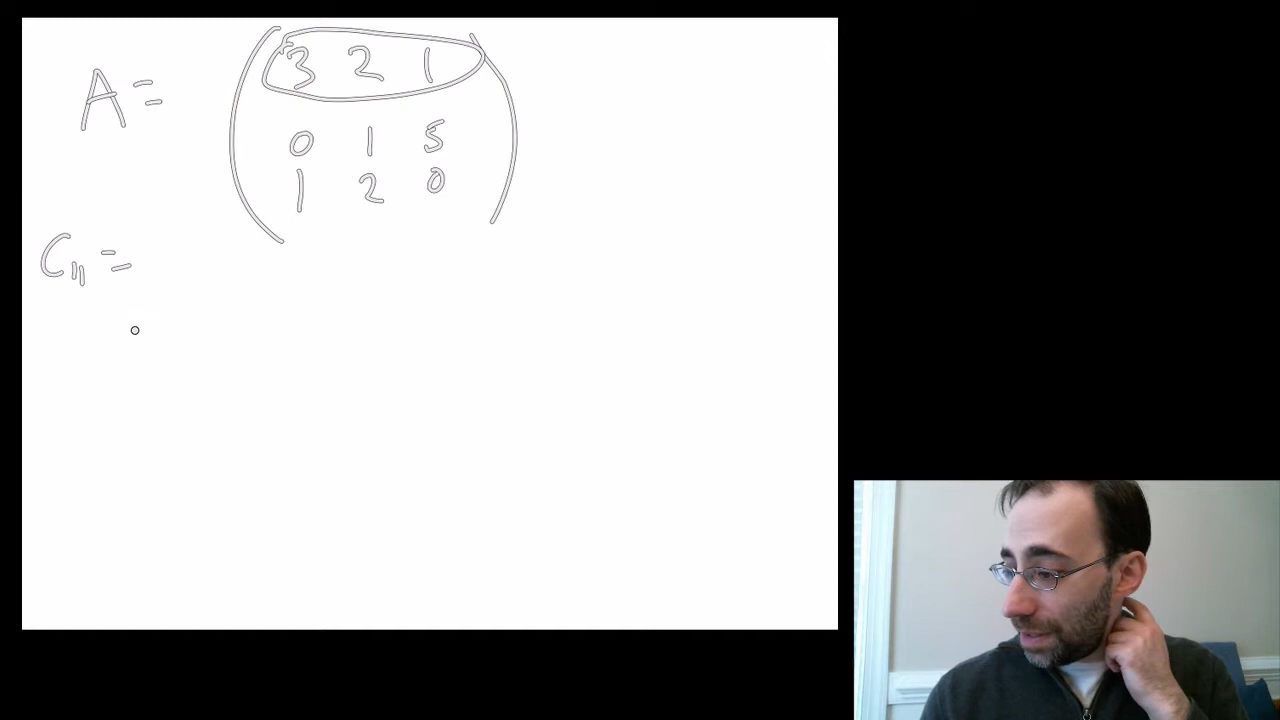 A = ( 3 2 1
0 1 5
1 2 0 )
C₁₁ =